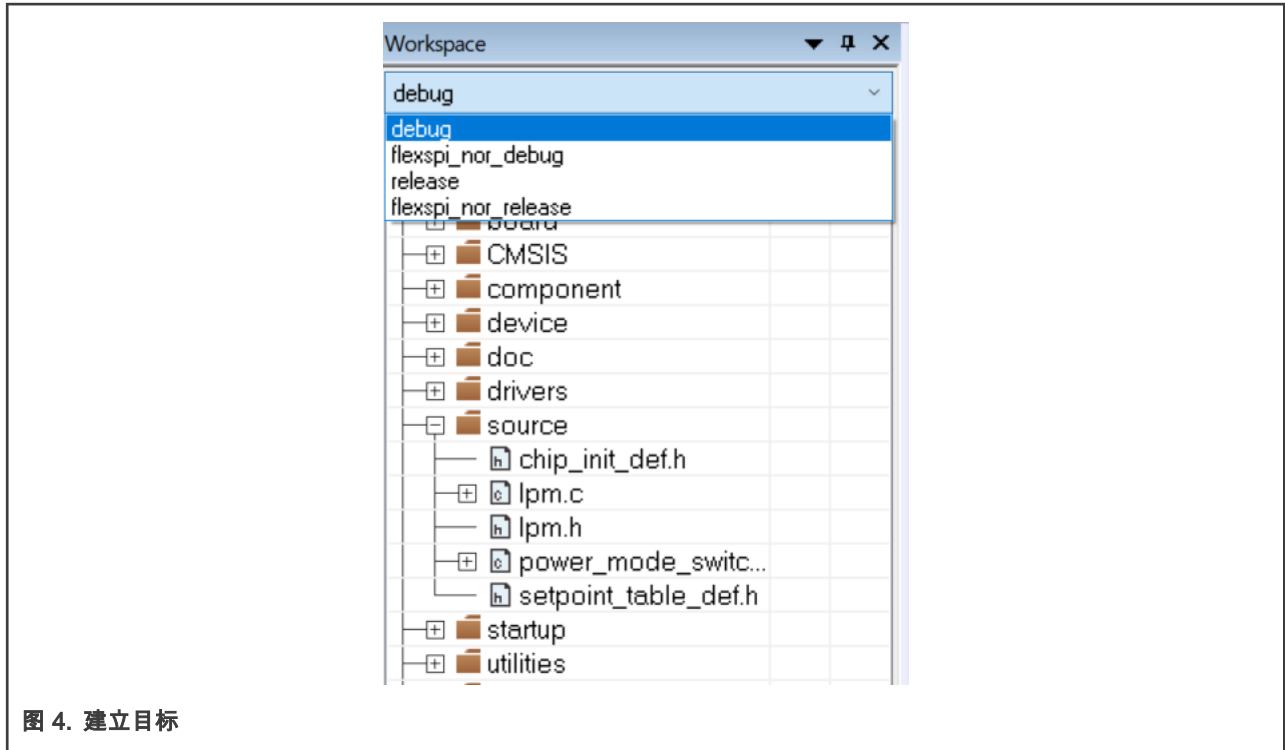 Workspace
debug
debug
flexspi_nor_debug
release
flexspi_nor_release
board
CMSIS
component
device
doc
drivers
source
chip_init_def.h
lpm.c
lpm.h
power_mode_switc...
setpoint_table_def.h
startup
utilities
图 4. 建立目标